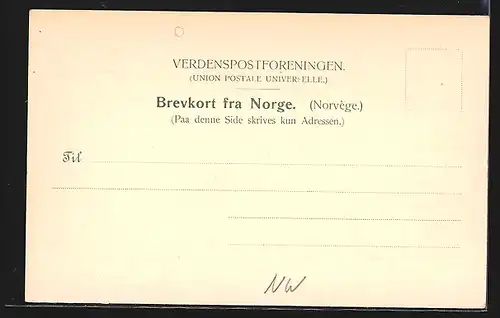 VERDENSPOSTFORENINGEN.
(UNION POSTALE UNIVERSELLE.)
Brevkort fra Norge. (Norvège.)
(Paa denne Side skrives kun Adressen.)
Til
NW